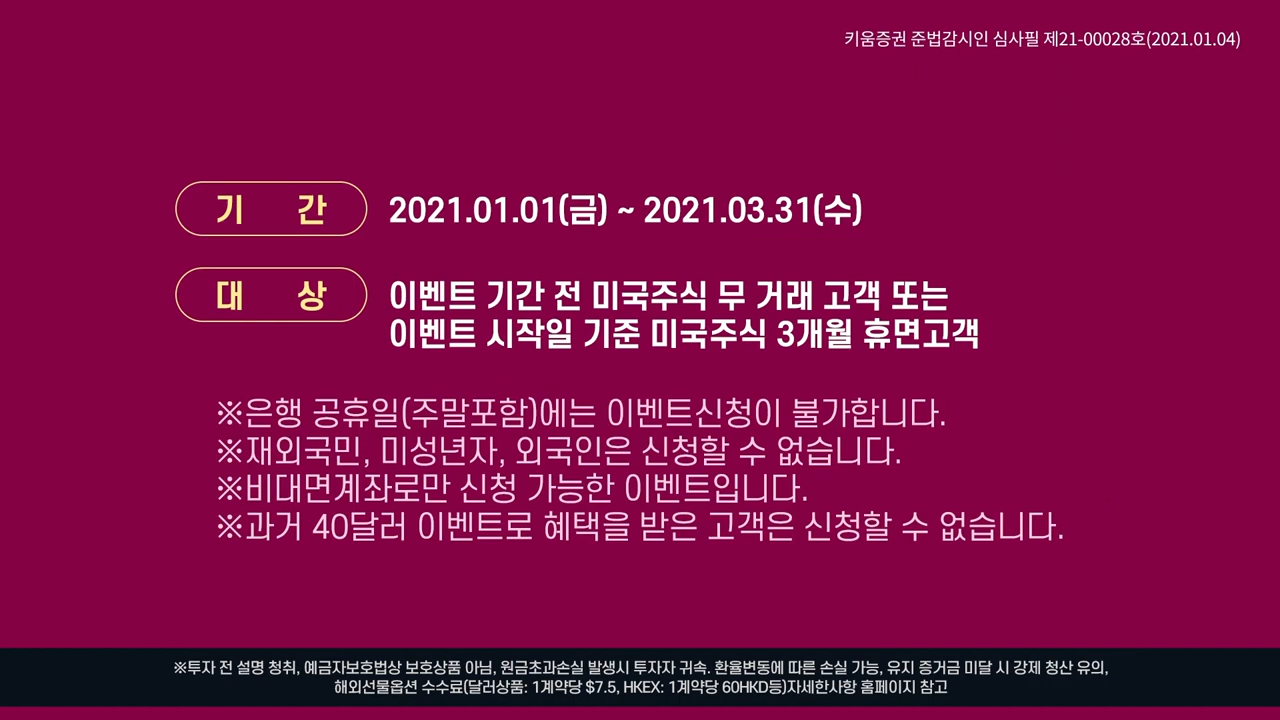 키움증권 준법감시인 심사필 제21-00028호(2021.01.04)
기 간 2021.01.01(금) ~ 2021.03.31(수)
대 상 이벤트 기간 전 미국주식 무 거래 고객 또는
이벤트 시작일 기준 미국주식 3개월 휴면고객
※은행 공휴일(주말포함)에는 이벤트신청이 불가합니다.
※재외국민, 미성년자, 외국인은 신청할 수 없습니다.
※비대면계좌로만 신청 가능한 이벤트입니다.
※과거 40달러 이벤트로 혜택을 받은 고객은 신청할 수 없습니다.
※투자 전 설명 청취, 예금자보호법상 보호상품 아님, 원금초과손실 발생시 투자자 귀속. 환율변동에 따른 손실 가능, 유지 증거금 미달 시 강제 청산 유의,
해외선물옵션 수수료(달러상품: 1계약당 $7.5, HKEX: 1계약당 60HKD등)자세한사항 홈페이지 참고